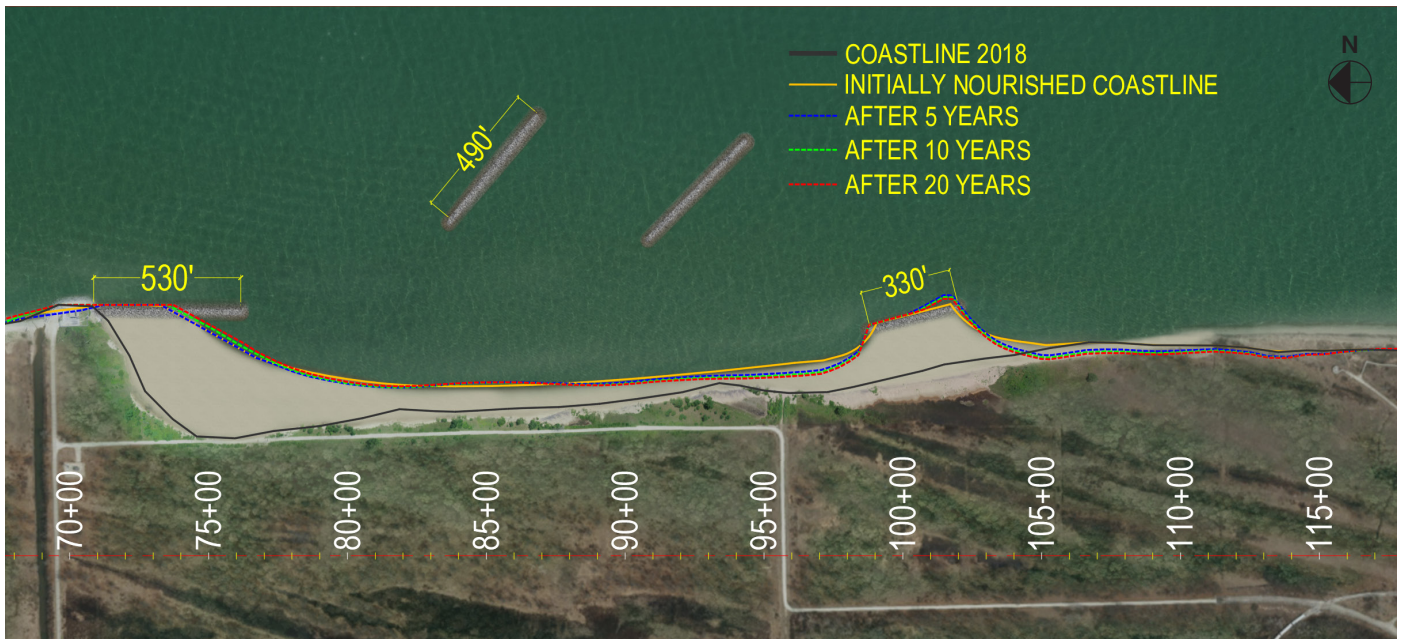 COASTLINE 2018
INITIALLY NOURISHED COASTLINE
AFTER 5 YEARS
AFTER 10 YEARS
AFTER 20 YEARS
N
490'
530'
330'
70+00
75+00
80+00
85+00
90+00
95+00
100+00
105+00
110+00
115+00